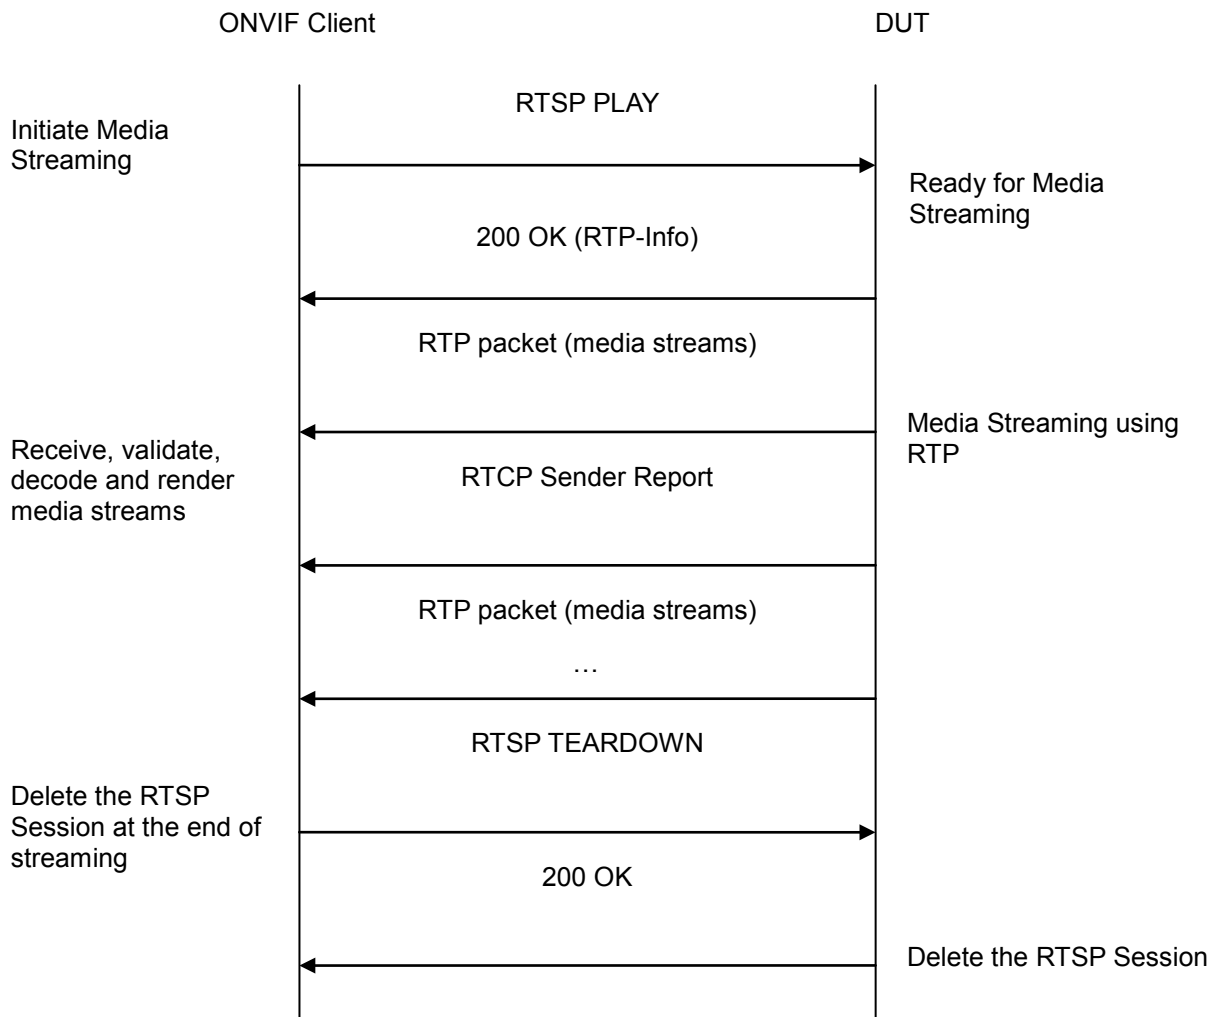 ONVIF Client
DUT
RTSP PLAY
Initiate Media
Streaming
Ready for Media
Streaming
200 OK (RTP-Info)
RTP packet (media streams)
Media Streaming using
RTP
Receive, validate,
decode and render
media streams
RTCP Sender Report
RTP packet (media streams)
…
RTSP TEARDOWN
Delete the RTSP
Session at the end of
streaming
200 OK
Delete the RTSP Session